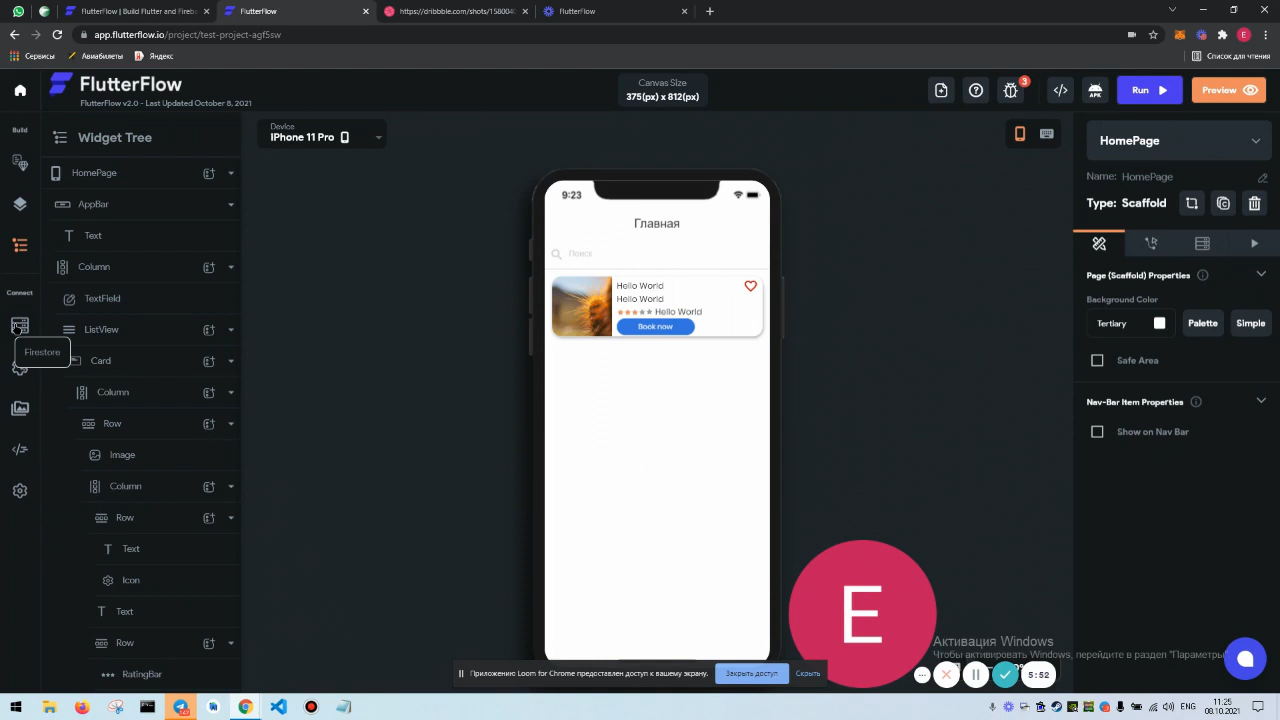 FlutterFlow | Build Flutter and Fireb
FlutterFlow
https://dribbble.com/shots/158004
FlutterFlow
app.flutterflow.io/project/test-project-agf5sw
Сервисы
Авиабилеты
Яндекс
Список для чтения
FlutterFlow
FlutterFlow v2.0 - Last Updated October 8, 2021
Canvas Size
375(px) x 812(px)
3
</>
APK
Run
Preview
Build
Connect
Firestore
Widget Tree
HomePage
AppBar
Text
Column
TextField
ListView
Card
Column
Row
Image
Column
Row
Text
Icon
Text
Row
RatingBar
Device
iPhone 11 Pro
9:23
Главная
Поиск
Hello World
Hello World
Hello World
Book now
HomePage
Name: HomePage
Type: Scaffold
Page (Scaffold) Properties
Background Color
Tertiary
Palette
Simple
Safe Area
Nav-Bar Item Properties
Show on Nav Bar
E
Активация Windows
Чтобы активировать Windows, перейдите в раздел "Параметры
Приложению Loom for Chrome предоставлен доступ к вашему экрану.
Закрыть доступ
Скрыть
5:52
ENG
11:25
08.10.2021